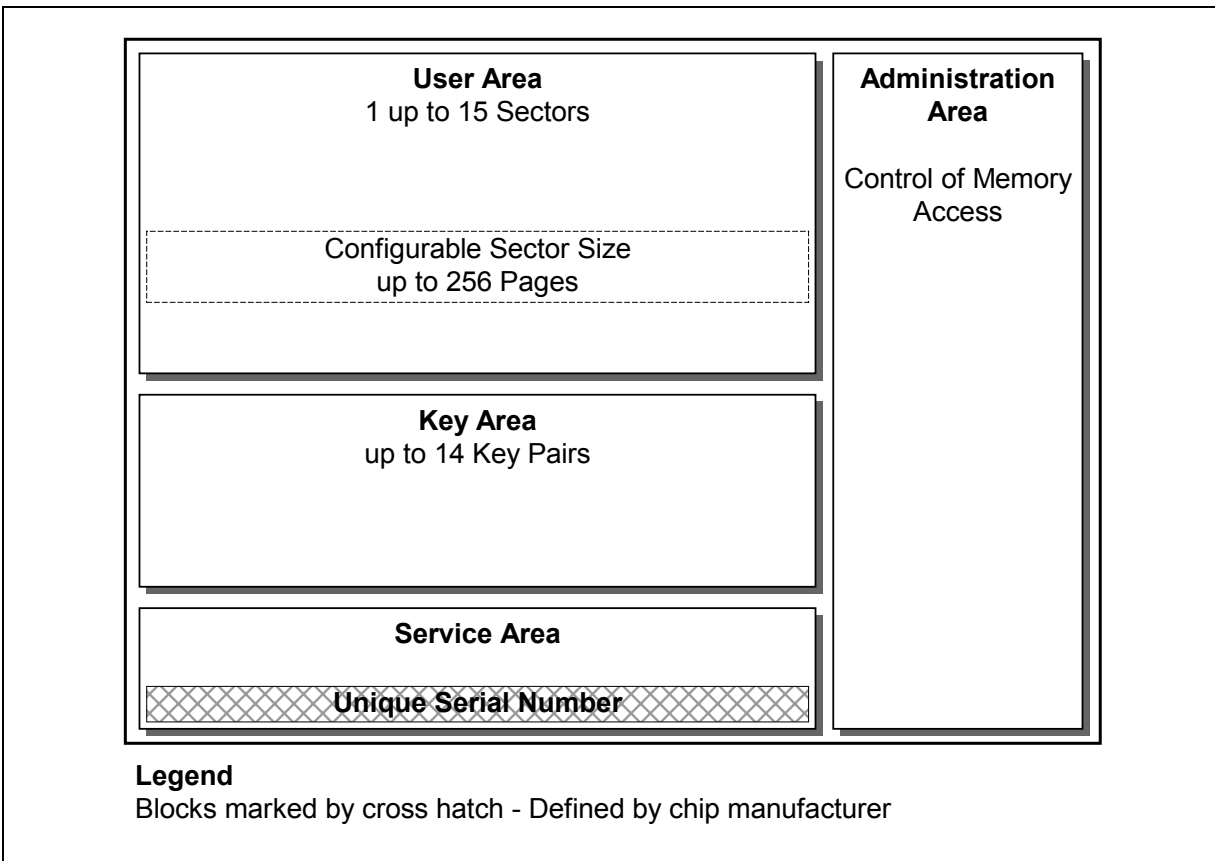 User Area
1 up to 15 Sectors
Configurable Sector Size
up to 256 Pages
Key Area
up to 14 Key Pairs
Service Area
Unique Serial Number
Administration
Area
Control of Memory
Access
Legend
Blocks marked by cross hatch - Defined by chip manufacturer